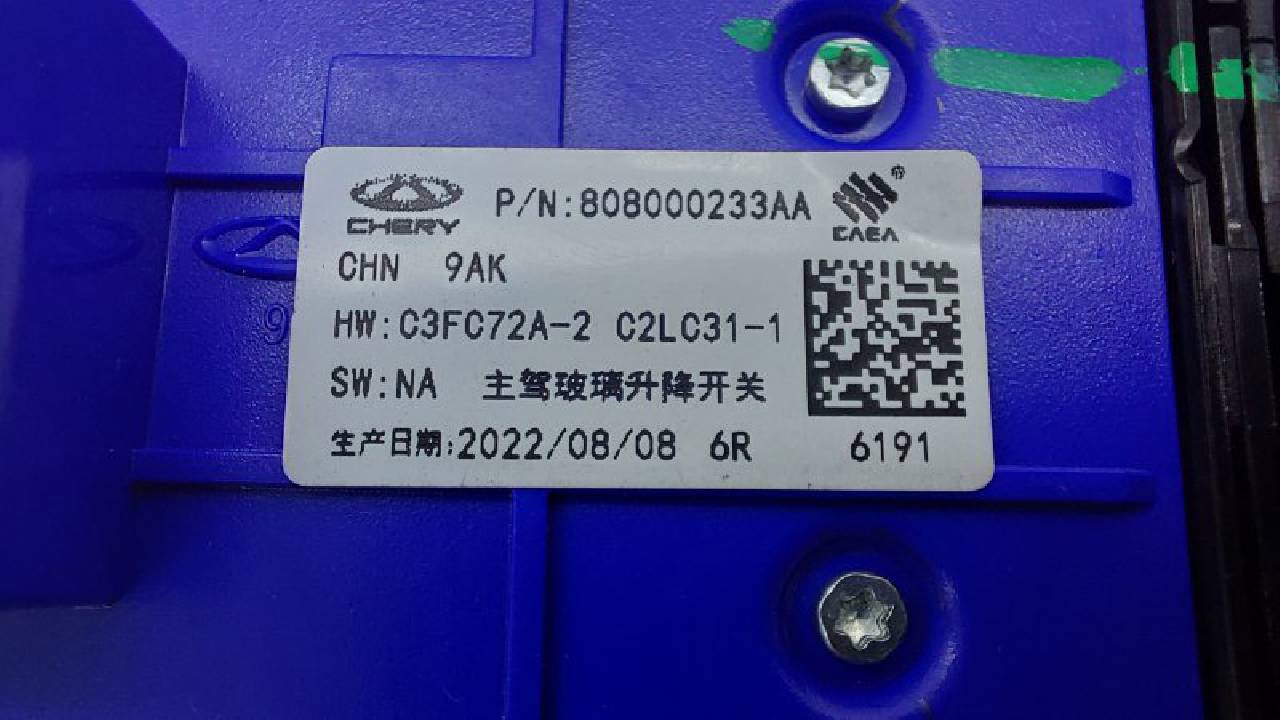 CHERY P/N:808000233AA CAEA®
CHN 9AK
HW:C3FC72A-2 C2LC31-1
SW:NA 主驾玻璃升降开关
生产日期:2022/08/08 6R 6191
9